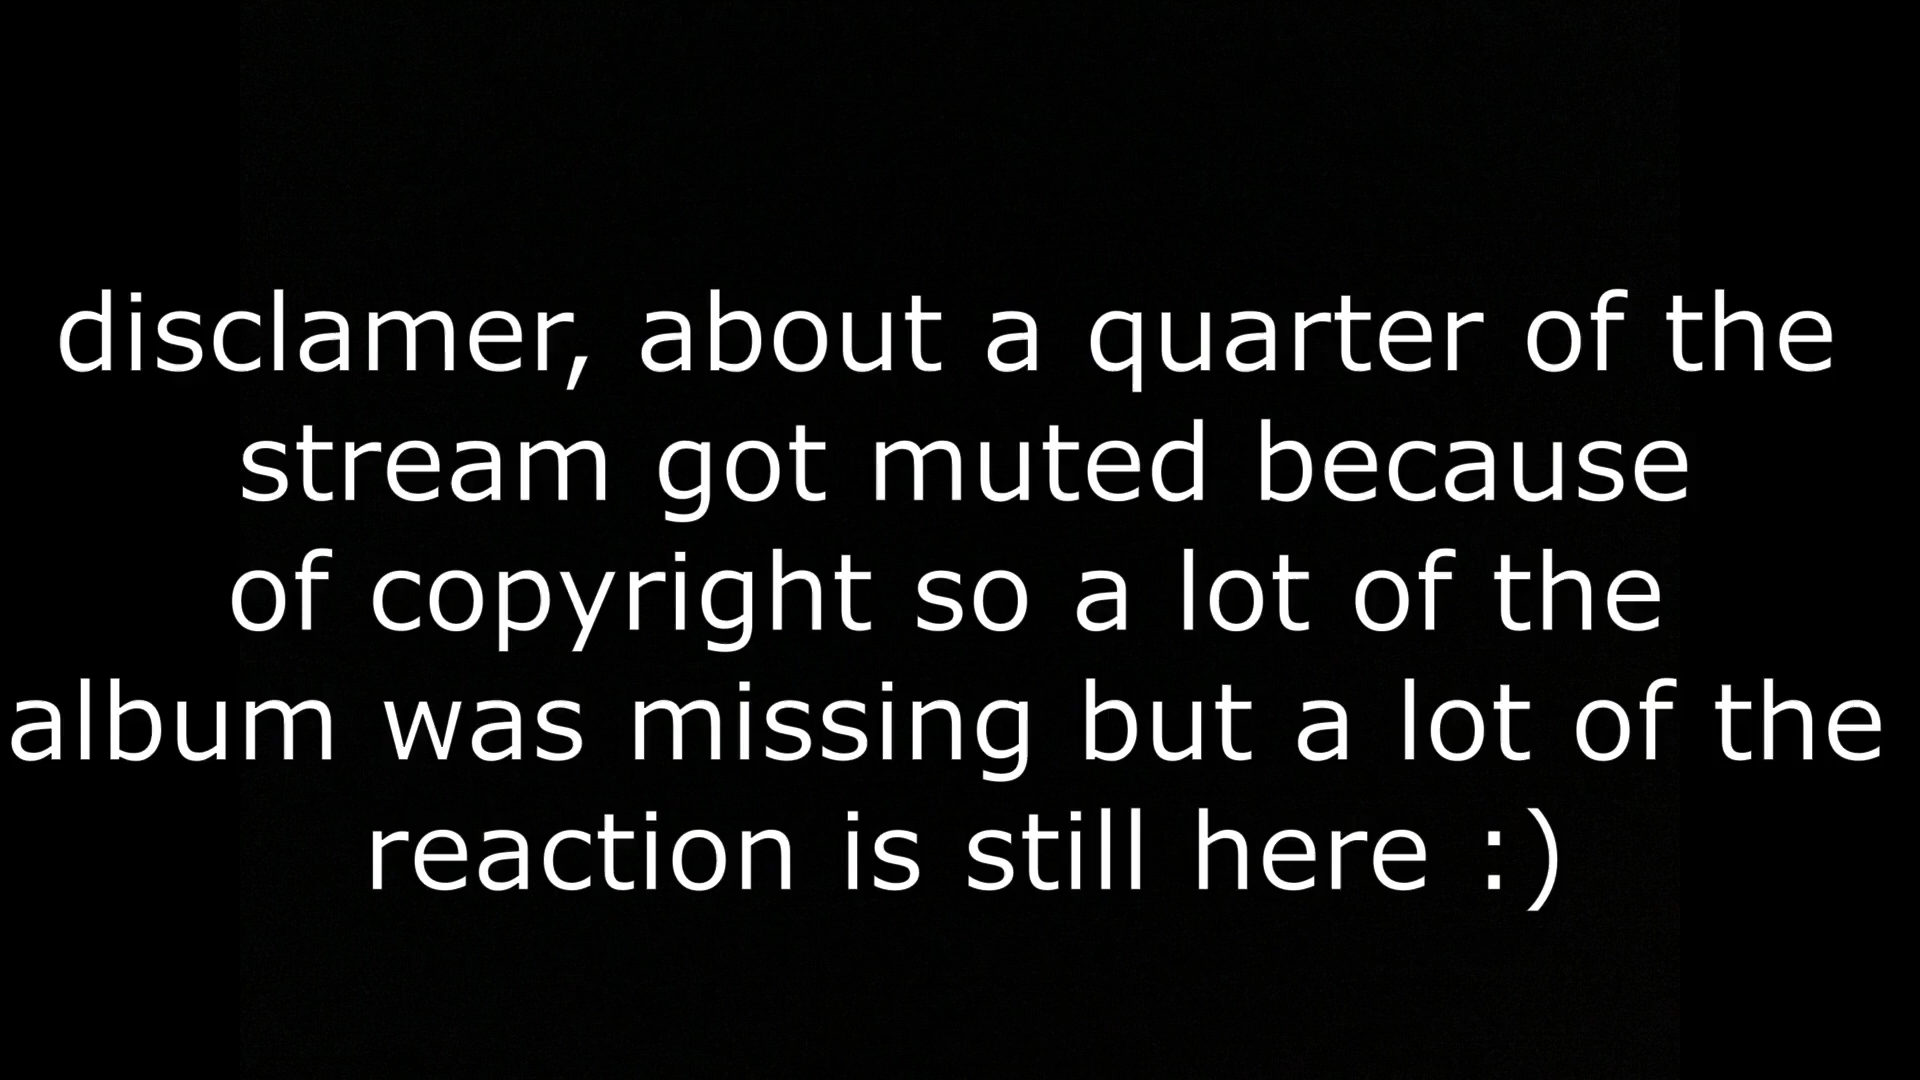 disclamer, about a quarter of the
stream got muted because
of copyright so a lot of the
album was missing but a lot of the
reaction is still here :)